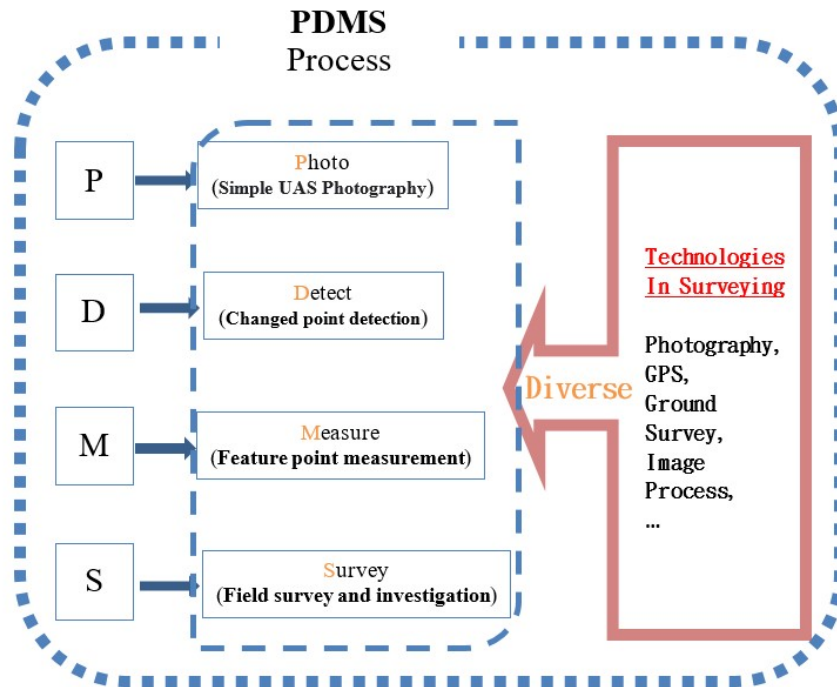 PDMS
Process
P
Photo
(Simple UAS Photography)
D
Detect
(Changed point detection)
M
Measure
(Feature point measurement)
S
Survey
(Field survey and investigation)
Diverse
Technologies
In Surveying
Photography,
GPS,
Ground
Survey,
Image
Process,
...